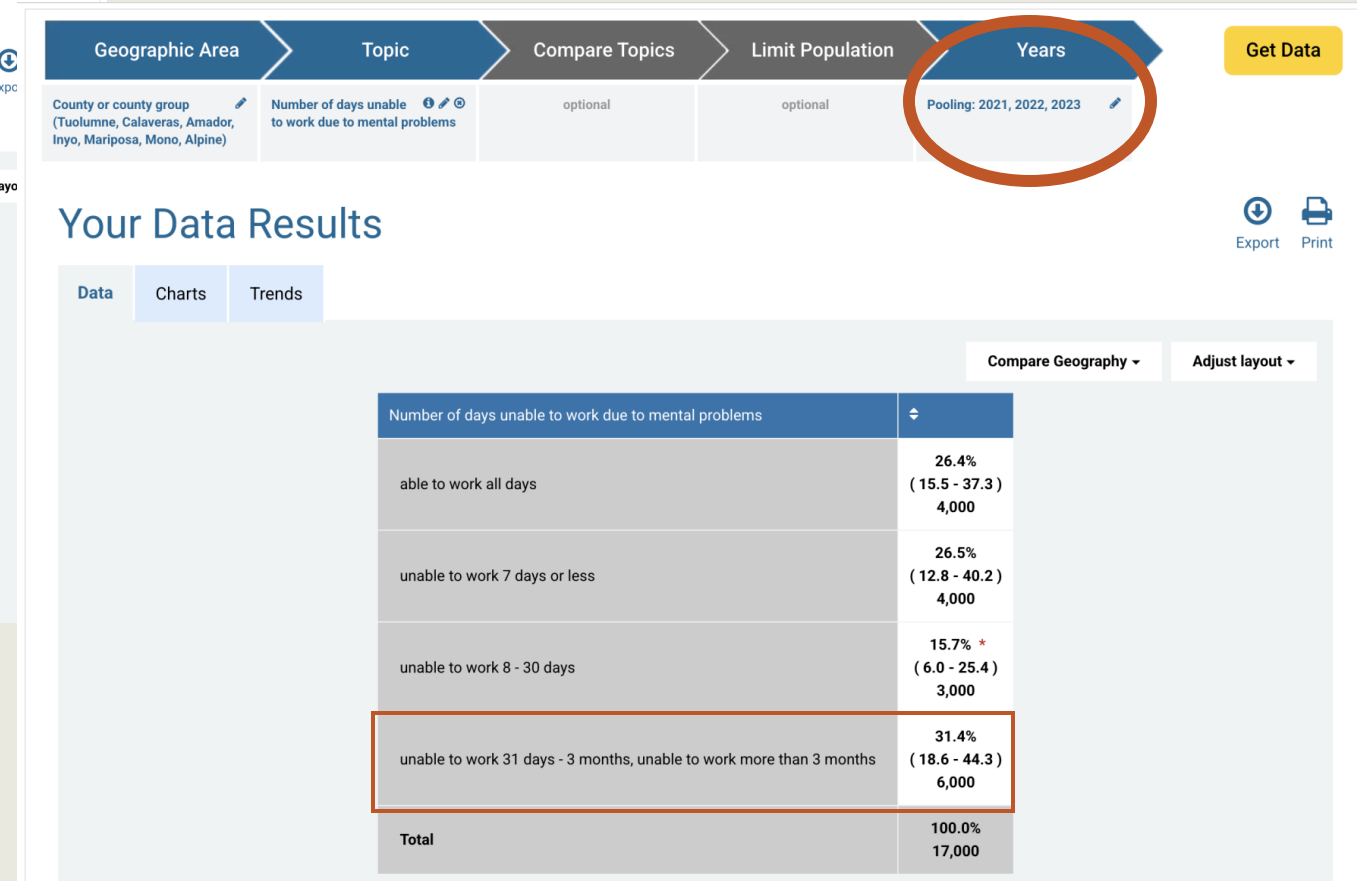 Geographic Area
Topic
Compare Topics
Limit Population
Years
Get Data
County or county group
(Tuolumne, Calaveras, Amador,
Inyo, Mariposa, Mono, Alpine)
Number of days unable
to work due to mental problems
optional
optional
Pooling: 2021, 2022, 2023
Your Data Results
Export
Print
Data
Charts
Trends
Compare Geography
Adjust layout
Number of days unable to work due to mental problems
able to work all days
26.4%
( 15.5 - 37.3 )
4,000
unable to work 7 days or less
26.5%
( 12.8 - 40.2 )
4,000
unable to work 8 - 30 days
15.7% *
( 6.0 - 25.4 )
3,000
unable to work 31 days - 3 months, unable to work more than 3 months
31.4%
( 18.6 - 44.3 )
6,000
Total
100.0%
17,000